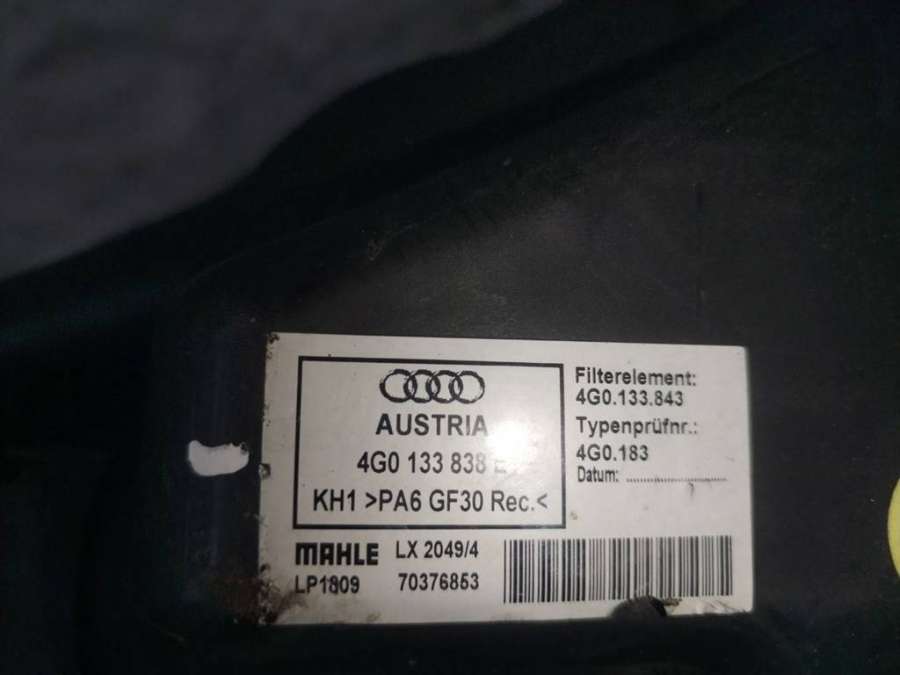 AUSTRIA
4G0 133 838
KH1 >PA6 GF30 Rec.<
Filterelement:
4G0.133.843
Typenprüfnr.:
4G0.183
Datum: ........................
MAHLE LX 2049/4
LP1809 70376853